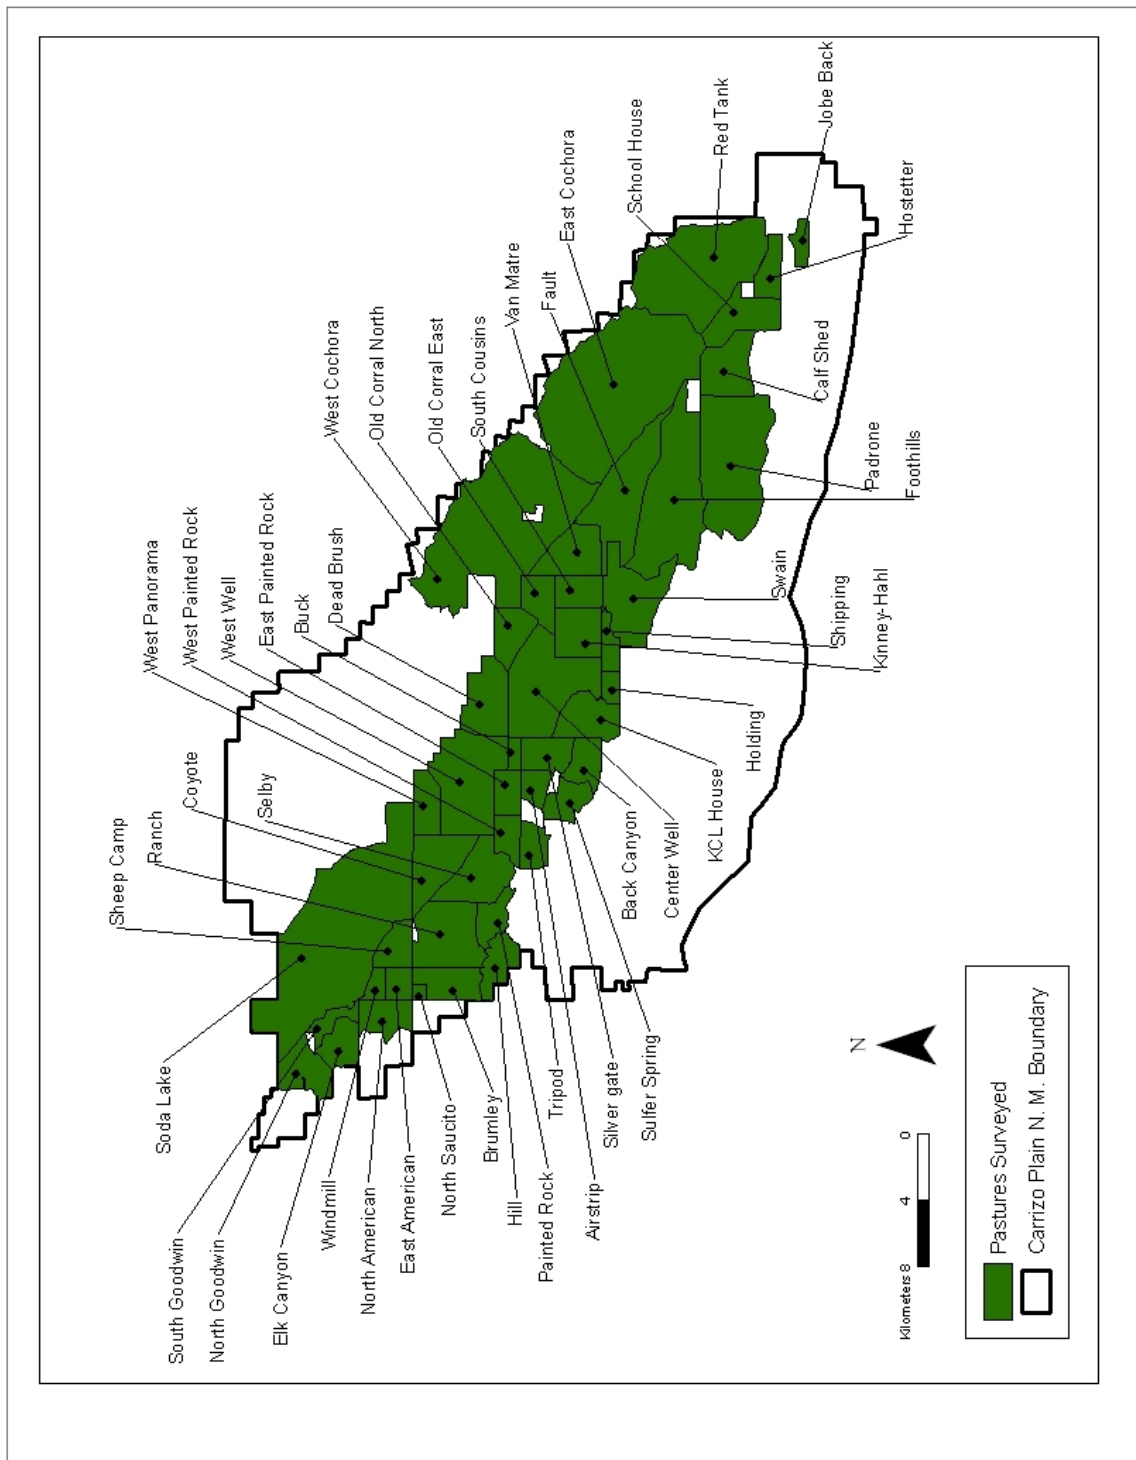 South Goodwin
North Goodwin
Elk Canyon
Windmill
North American
East American
North Saucito
Brumley
Hill
Painted Rock
Airstrip
Tripod
Silver gate
Sulfer Spring
Soda Lake
Sheep Camp
Ranch
Coyote
Selby
West Panorama
West Painted Rock
West Well
East Painted Rock
Buck
Dead Brush
West Cochora
Old Corral North
Old Corral East
South Cousins
Van Matre
Fault
East Cochora
School House
Red Tank
Jobe Back
Hostetter
Calf Shed
Padrone
Foothills
Swain
Shipping
Kinney-Hahl
Holding
KCL House
Center Well
Back Canyon
N
Kilometers 8 4 0
Pastures Surveyed
Carrizo Plain N. M. Boundary